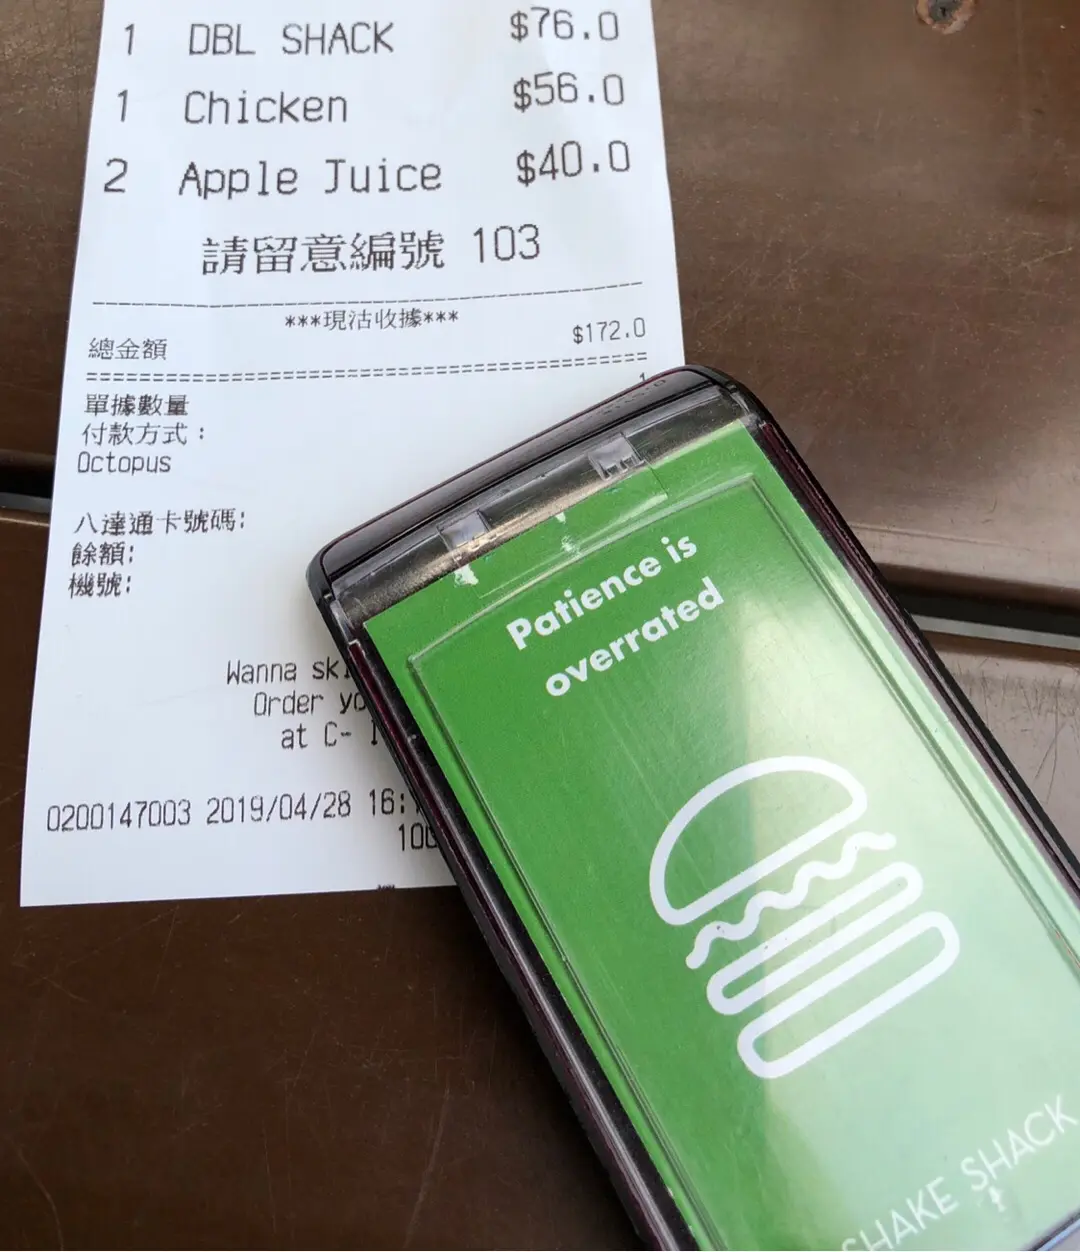 1 DBL SHACK $76.0
1 Chicken $56.0
2 Apple Juice $40.0
請留意編號 103
***現沽收據***
總金額 $172.0
單據數量 1
付款方式：
Octopus
八達通卡號碼:
餘額:
機號:
Wanna
Order
at C-
0200147003 2019/04/28 16:
Patience is
overrated
SHAKE SHACK